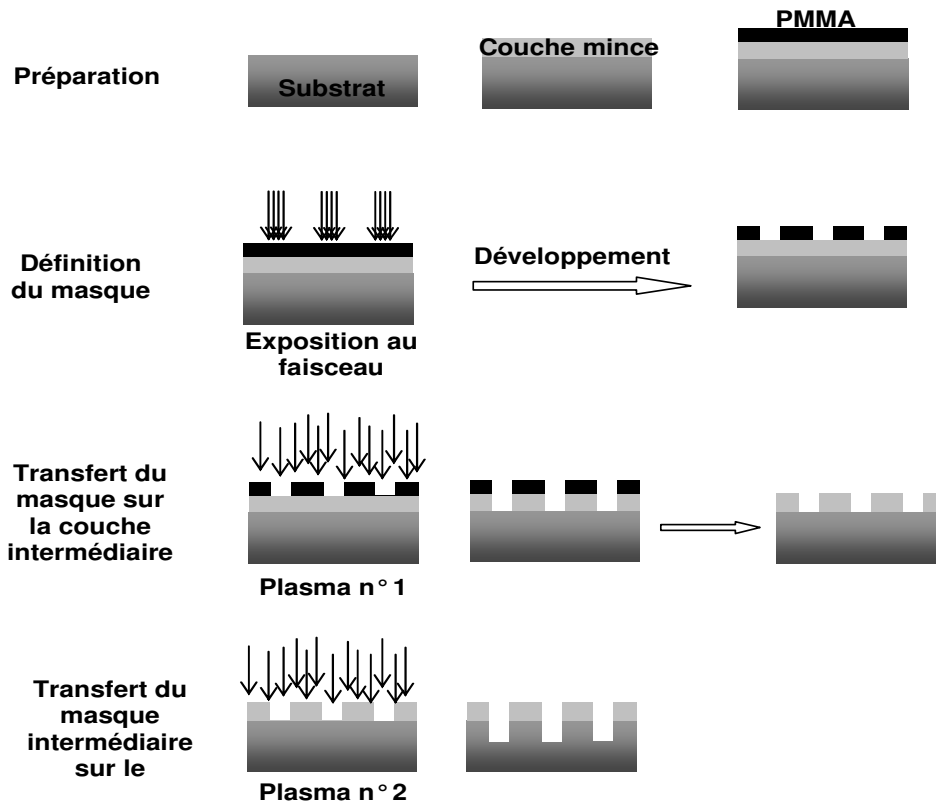 Préparation
Substrat
Couche mince
PMMA
Définition
du masque
Exposition au
faisceau
Développement
Transfert du
masque sur
la couche
intermédiaire
Plasma n°1
Transfert du
masque
intermédiaire
sur le
Plasma n°2